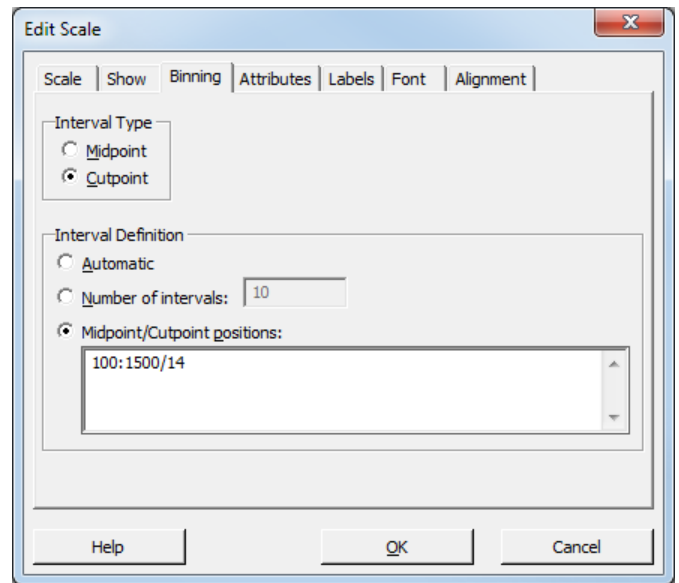 Edit Scale
Scale Show Binning Attributes Labels Font Alignment
Interval Type
Midpoint
Cutpoint
Interval Definition
Automatic
Number of intervals: 10
Midpoint/Cutpoint positions:
100:1500/14
Help OK Cancel